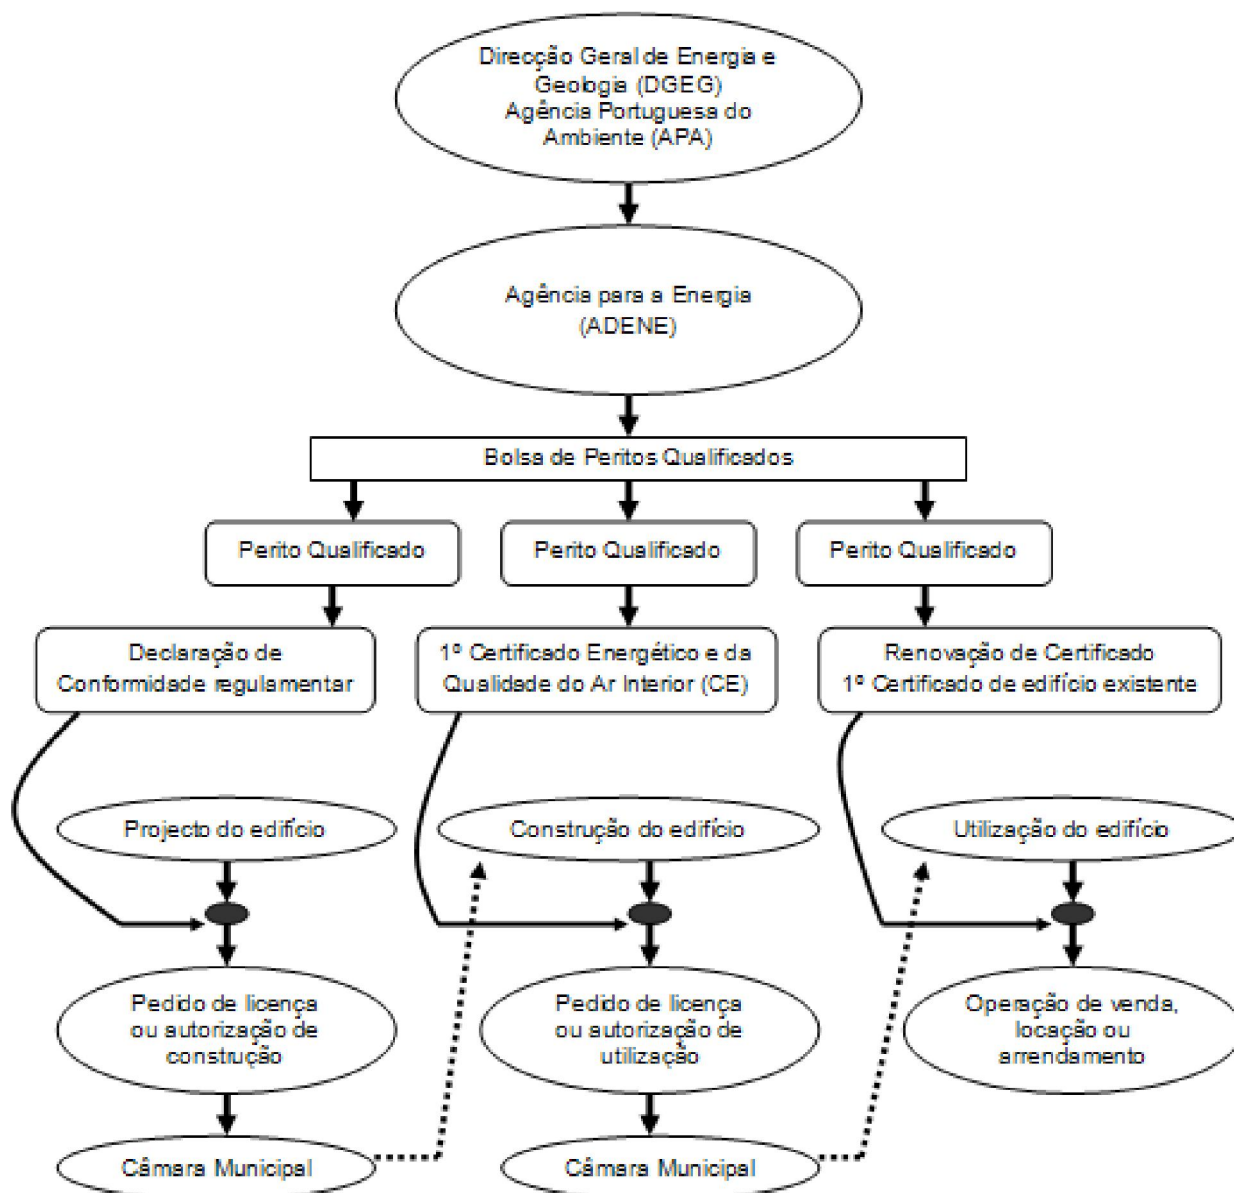 Direcção Geral de Energia e
Geologia (DGEG)
Agência Portuguesa do
Ambiente (APA)
Agência para a Energia
(ADENE)
Bolsa de Peritos Qualificados
Perito Qualificado
Perito Qualificado
Perito Qualificado
Declaração de
Conformidade regulamentar
1º Certificado Energético e da
Qualidade do Ar Interior (CE)
Renovação de Certificado
1º Certificado de edifício existente
Projecto do edifício
Construção do edifício
Utilização do edifício
Pedido de licença
ou autorização de
construção
Pedido de licença
ou autorização de
utilização
Operação de venda,
locação ou
arrendamento
Câmara Municipal
Câmara Municipal